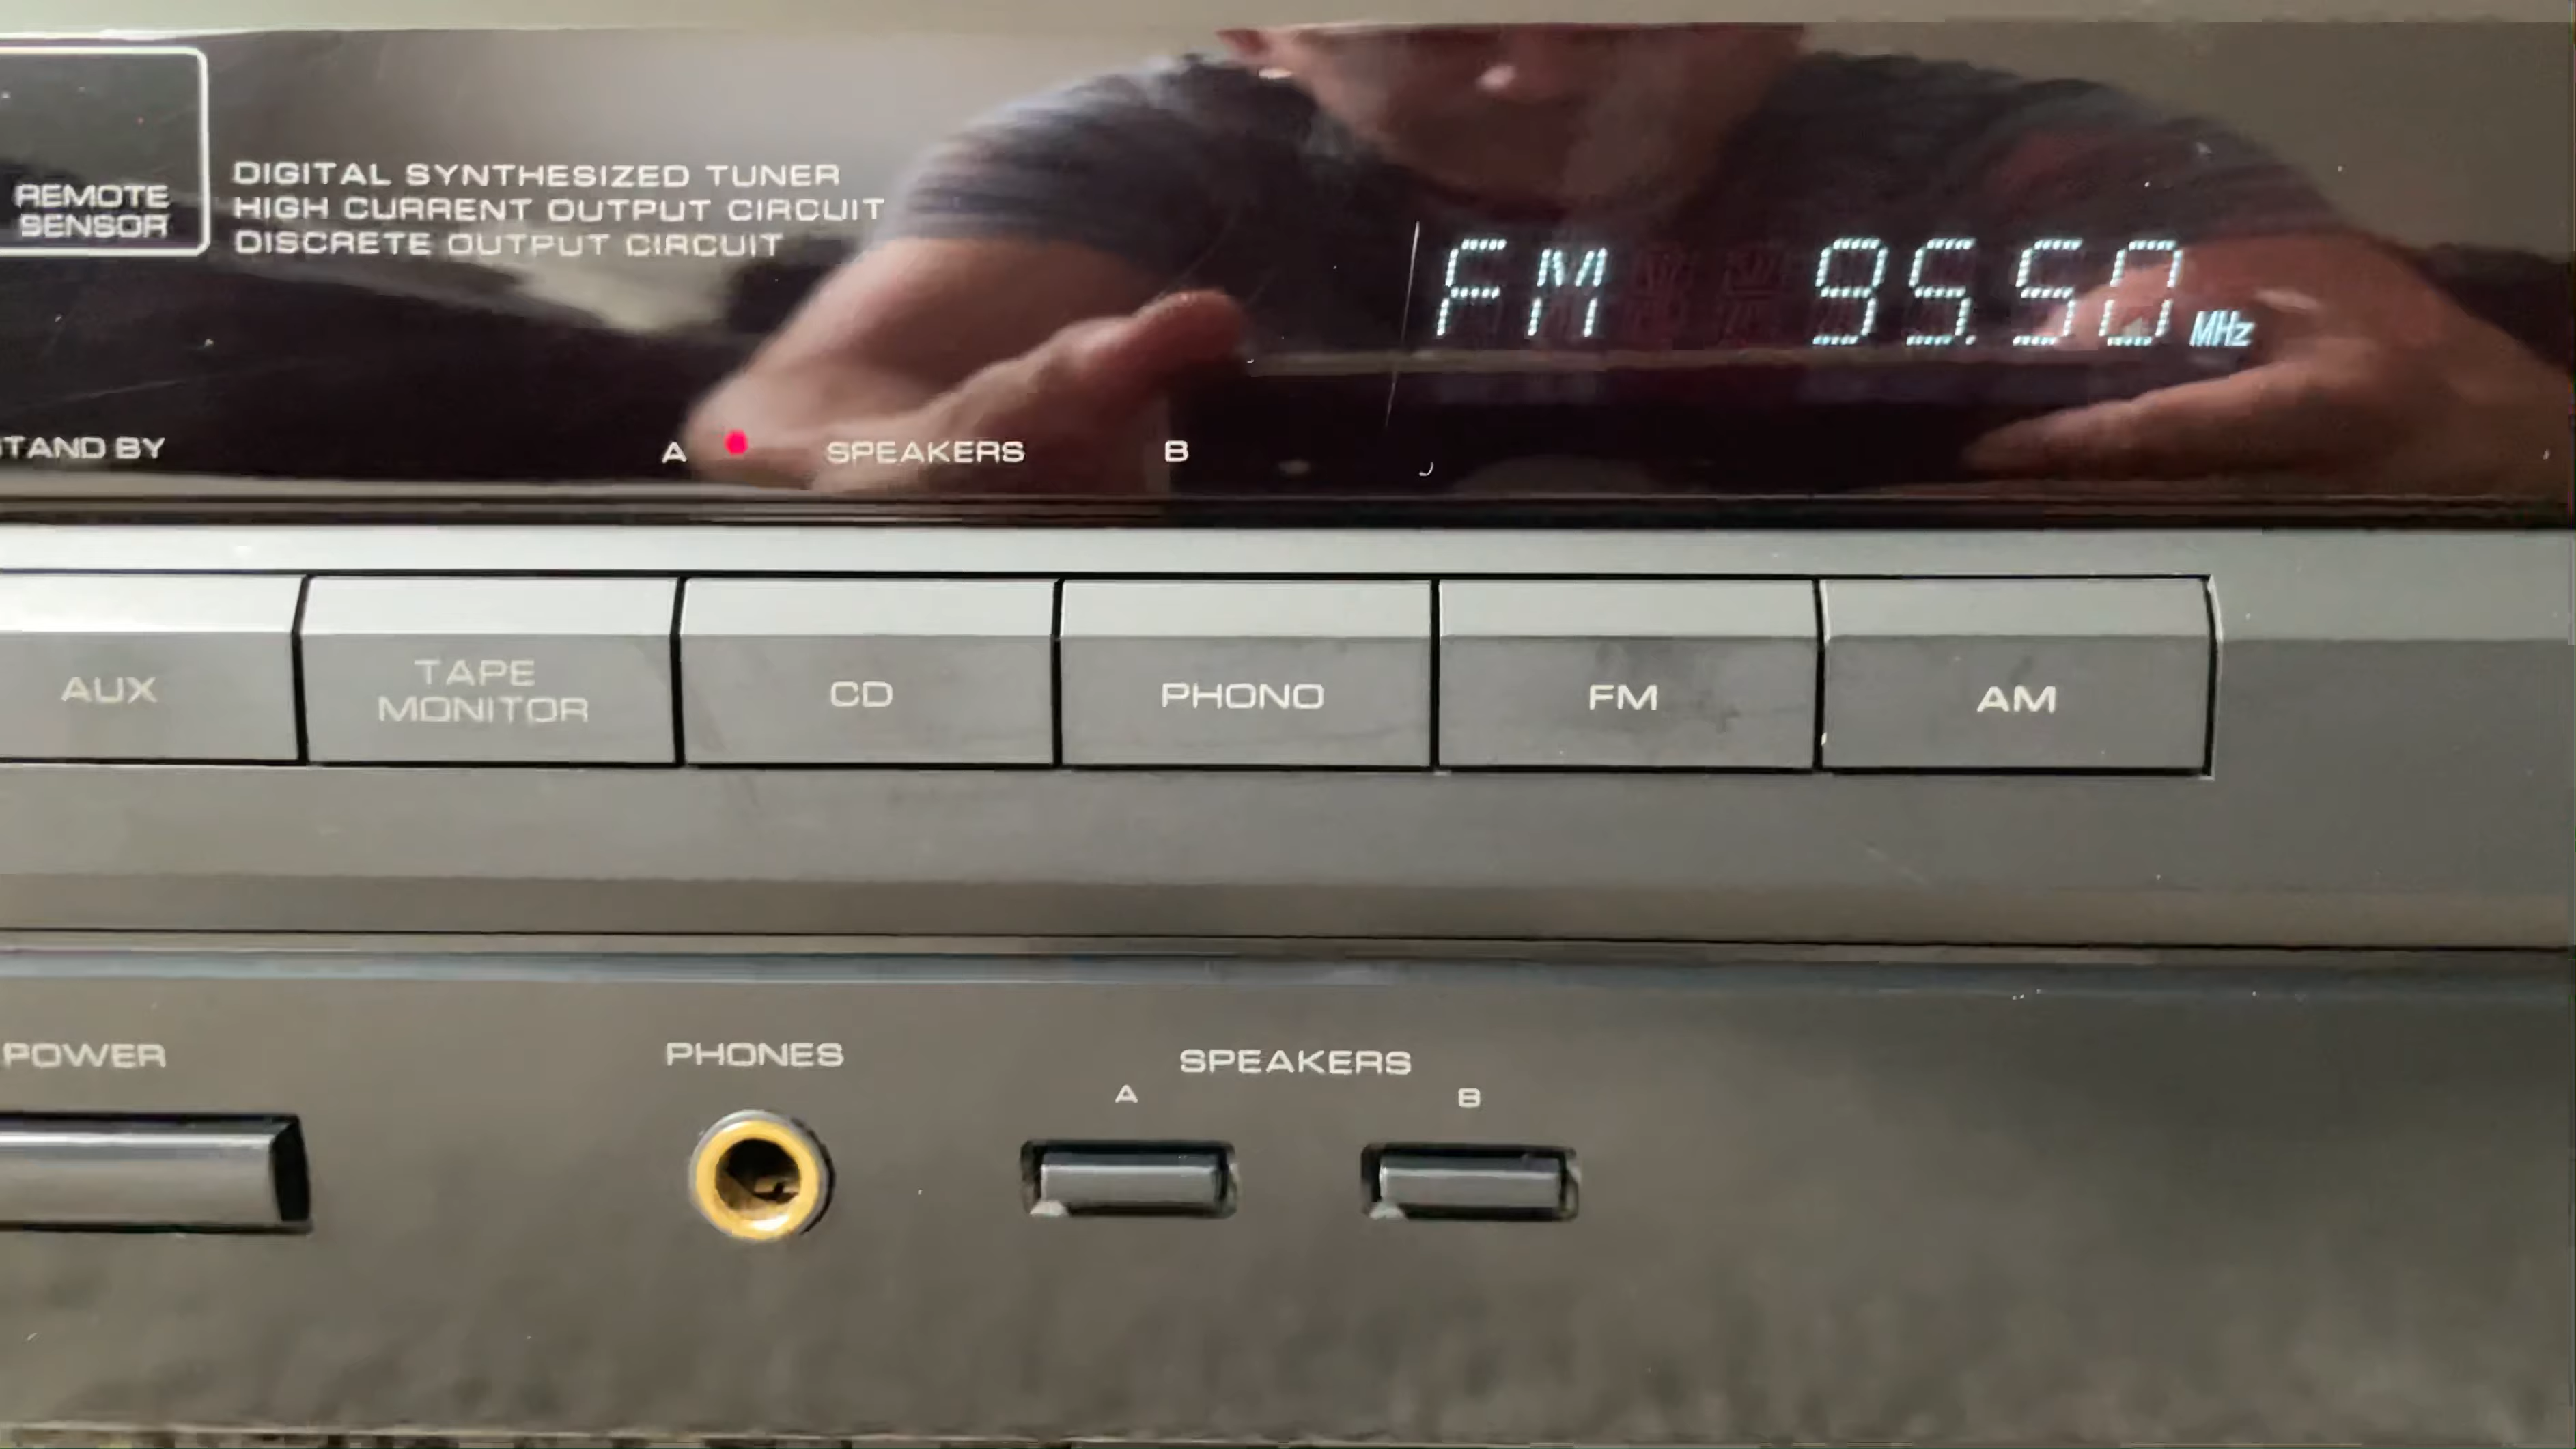 REMOTE
SENSOR
DIGITAL SYNTHESIZED TUNER
HIGH CURRENT OUTPUT CIRCUIT
DISCRETE OUTPUT CIRCUIT
FM 95.50 MHz
TAND BY
A SPEAKERS B
AUX
TAPE
MONITOR
CD
PHONO
FM
AM
POWER
PHONES
SPEAKERS
A B